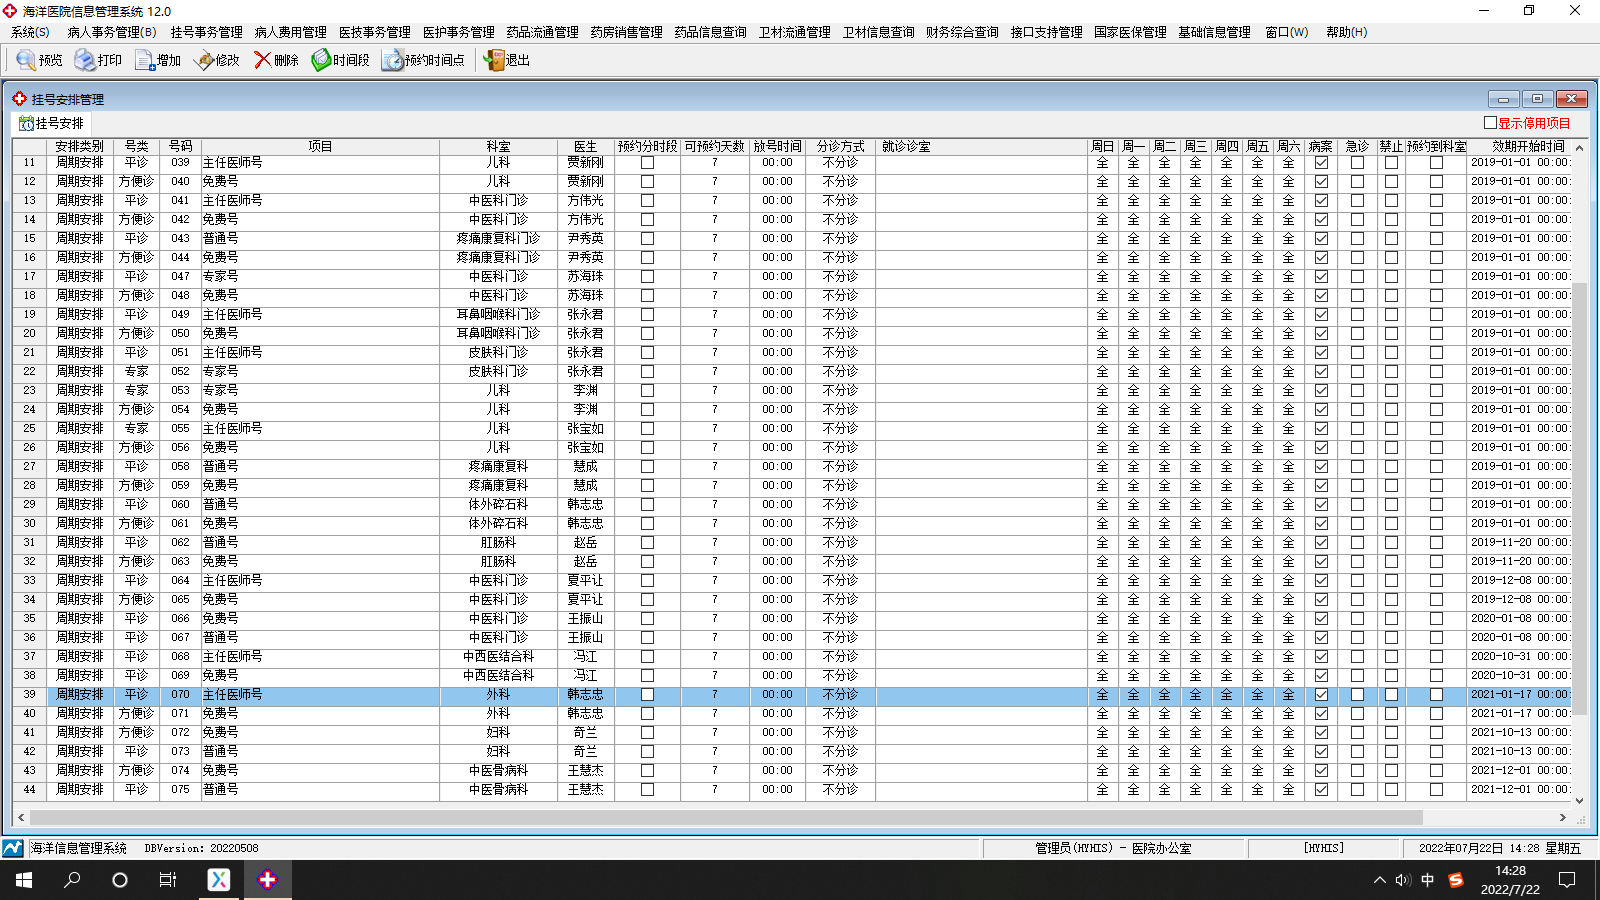 海洋医院信息管理系统 12.0
系统(S) 病人事务管理(B) 挂号事务管理 病人费用管理 医技事务管理 医护事务管理 药品流通管理 药房销售管理 药品信息查询 卫材流通管理 卫材信息查询 财务综合查询 接口支持管理 国家医保管理 基础信息管理 窗口(W) 帮助(H)
预览 打印 增加 修改 删除 时间段 预约时间点 退出
挂号安排管理
挂号安排 显示停用项目
安排类别 号类 号码 项目 科室 医生 预约分时段 可预约天数 放号时间 分诊方式 就诊诊室 周日 周一 周二 周三 周四 周五 周六 病案 急诊 禁止 预约到科室 效期开始时间
11 周期安排 平诊 039 主任医师号 儿科 贾新刚 7 00:00 不分诊 全 全 全 全 全 全 全 2019-01-01 00:00:
12 周期安排 方便诊 040 免费号 儿科 贾新刚 7 00:00 不分诊 全 全 全 全 全 全 全 2019-01-01 00:00:
13 周期安排 平诊 041 主任医师号 中医科门诊 方伟光 7 00:00 不分诊 全 全 全 全 全 全 全 2019-01-01 00:00:
14 周期安排 方便诊 042 免费号 中医科门诊 方伟光 7 00:00 不分诊 全 全 全 全 全 全 全 2019-01-01 00:00:
15 周期安排 平诊 043 普通号 疼痛康复科门诊 尹秀英 7 00:00 不分诊 全 全 全 全 全 全 全 2019-01-01 00:00:
16 周期安排 方便诊 044 免费号 疼痛康复科门诊 尹秀英 7 00:00 不分诊 全 全 全 全 全 全 全 2019-01-01 00:00:
17 周期安排 平诊 047 专家号 中医科门诊 苏海珠 7 00:00 不分诊 全 全 全 全 全 全 全 2019-01-01 00:00:
18 周期安排 方便诊 048 免费号 中医科门诊 苏海珠 7 00:00 不分诊 全 全 全 全 全 全 全 2019-01-01 00:00:
19 周期安排 平诊 049 主任医师号 耳鼻咽喉科门诊 张永君 7 00:00 不分诊 全 全 全 全 全 全 全 2019-01-01 00:00:
20 周期安排 方便诊 050 免费号 耳鼻咽喉科门诊 张永君 7 00:00 不分诊 全 全 全 全 全 全 全 2019-01-01 00:00:
21 周期安排 平诊 051 主任医师号 皮肤科门诊 张永君 7 00:00 不分诊 全 全 全 全 全 全 全 2019-01-01 00:00:
22 周期安排 专家 052 专家号 皮肤科门诊 张永君 7 00:00 不分诊 全 全 全 全 全 全 全 2019-01-01 00:00:
23 周期安排 专家 053 专家号 儿科 李渊 7 00:00 不分诊 全 全 全 全 全 全 全 2019-01-01 00:00:
24 周期安排 方便诊 054 免费号 儿科 李渊 7 00:00 不分诊 全 全 全 全 全 全 全 2019-01-01 00:00:
25 周期安排 专家 055 主任医师号 儿科 张宝如 7 00:00 不分诊 全 全 全 全 全 全 全 2019-01-01 00:00:
26 周期安排 方便诊 056 免费号 儿科 张宝如 7 00:00 不分诊 全 全 全 全 全 全 全 2019-01-01 00:00:
27 周期安排 平诊 058 普通号 疼痛康复科 慧成 7 00:00 不分诊 全 全 全 全 全 全 全 2019-01-01 00:00:
28 周期安排 方便诊 059 免费号 疼痛康复科 慧成 7 00:00 不分诊 全 全 全 全 全 全 全 2019-01-01 00:00:
29 周期安排 平诊 060 普通号 体外碎石科 韩志忠 7 00:00 不分诊 全 全 全 全 全 全 全 2019-01-01 00:00:
30 周期安排 方便诊 061 免费号 体外碎石科 韩志忠 7 00:00 不分诊 全 全 全 全 全 全 全 2019-01-01 00:00:
31 周期安排 平诊 062 普通号 肛肠科 赵岳 7 00:00 不分诊 全 全 全 全 全 全 全 2019-11-20 00:00:
32 周期安排 方便诊 063 免费号 肛肠科 赵岳 7 00:00 不分诊 全 全 全 全 全 全 全 2019-11-20 00:00:
33 周期安排 平诊 064 主任医师号 中医科门诊 夏平让 7 00:00 不分诊 全 全 全 全 全 全 全 2019-12-08 00:00:
34 周期安排 方便诊 065 免费号 中医科门诊 夏平让 7 00:00 不分诊 全 全 全 全 全 全 全 2019-12-08 00:00:
35 周期安排 平诊 066 免费号 中医科门诊 王振山 7 00:00 不分诊 全 全 全 全 全 全 全 2020-01-08 00:00:
36 周期安排 平诊 067 普通号 中医科门诊 王振山 7 00:00 不分诊 全 全 全 全 全 全 全 2020-01-08 00:00:
37 周期安排 平诊 068 主任医师号 中西医结合科 冯江 7 00:00 不分诊 全 全 全 全 全 全 全 2020-10-31 00:00:
38 周期安排 平诊 069 免费号 中西医结合科 冯江 7 00:00 不分诊 全 全 全 全 全 全 全 2020-10-31 00:00:
39 周期安排 平诊 070 主任医师号 外科 韩志忠 7 00:00 不分诊 全 全 全 全 全 全 全 2021-01-17 00:00:
40 周期安排 方便诊 071 免费号 外科 韩志忠 7 00:00 不分诊 全 全 全 全 全 全 全 2021-01-17 00:00:
41 周期安排 方便诊 072 免费号 妇科 奇兰 7 00:00 不分诊 全 全 全 全 全 全 全 2021-10-13 00:00:
42 周期安排 平诊 073 普通号 妇科 奇兰 7 00:00 不分诊 全 全 全 全 全 全 全 2021-10-13 00:00:
43 周期安排 方便诊 074 免费号 中医骨病科 王慧杰 7 00:00 不分诊 全 全 全 全 全 全 全 2021-12-01 00:00:
44 周期安排 平诊 075 普通号 中医骨病科 王慧杰 7 00:00 不分诊 全 全 全 全 全 全 全 2021-12-01 00:00:
海洋信息管理系统 DBVersion: 20220508 管理员(HYHIS) - 医院办公室 [HYHIS] 2022年07月22日 14:28 星期五
中 14:28
2022/7/22